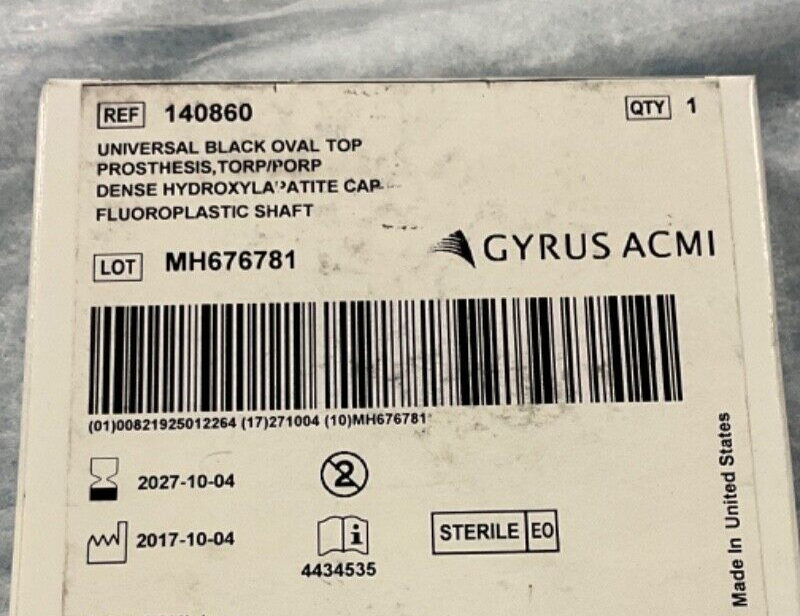 REF 140860
QTY 1
UNIVERSAL BLACK OVAL TOP
PROSTHESIS,TORP/PORP
DENSE HYDROXYLAPATITE CAP
FLUOROPLASTIC SHAFT
GYRUS ACMI
LOT MH676781
(01)00821925012264 (17)271004 (10)MH676781
2027-10-04
2
2017-10-04
i
4434535
STERILE EO
Made In United States